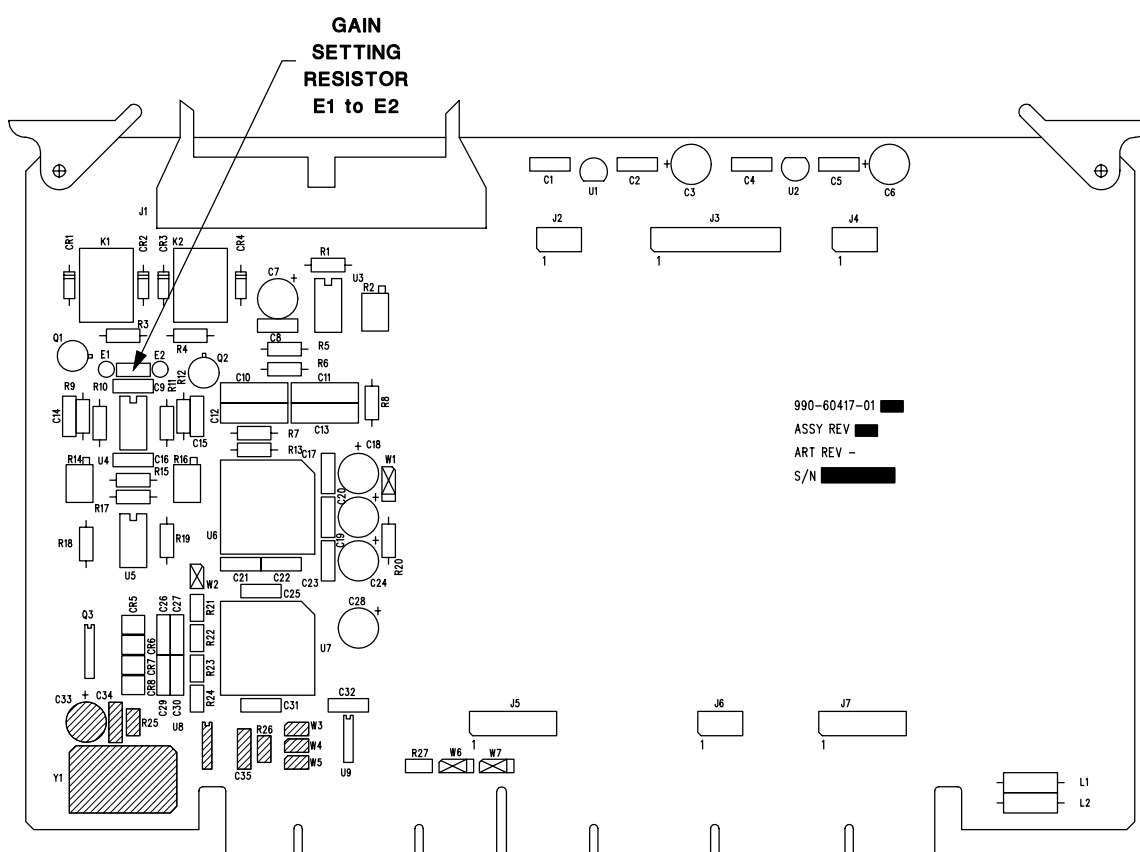 GAIN
SETTING
RESISTOR
E1 to E2
C1
U1
C2
+
C3
C4
U2
C5
+
C6
J1
J2
J3
J4
1
1
1
CR1
K1
CR2
CR3
K2
CR4
R1
C7
+
U3
R2
R3
R4
C8
R5
R6
Q1
E1
E2
Q2
R9
R10
C9
R11
R12
C10
C11
R8
C14
C15
C12
C13
R7
R13
C17
+
C18
W1
U4
C16
R14
R15
R16
R17
C20
+
U6
C19
+
R18
R19
R20
U5
C21
C22
C23
C24
W2
C25
990-60417-01
ASSY REV
ART REV -
S/N
Q3
CR5
C26
C27
R21
C28
+
CR6
R22
U7
CR7
R23
CR8
R24
C33
+
C34
R25
C29
C30
U8
C31
C32
J5
J6
J7
1
1
1
W3
R26
W4
W5
Y1
C35
U9
R27
W6
W7
L1
L2